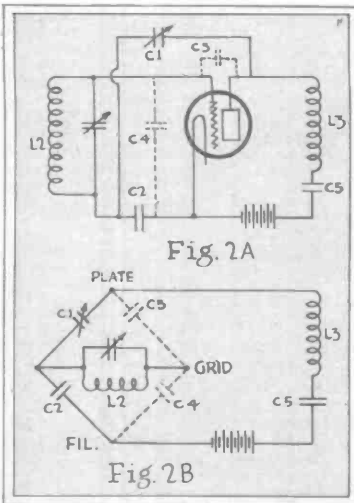 C1
C3
L2
C4
L3
C2
C5
Fig. 2A
PLATE
C1
C3
L3
GRID
C2
L2
C4
C5
FIL.
Fig. 2B